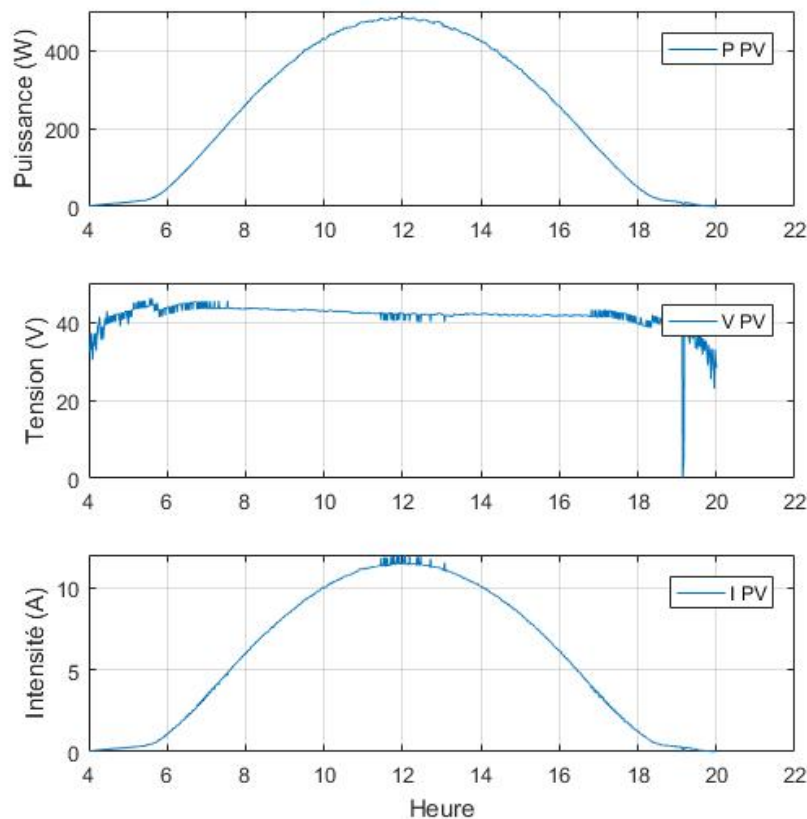 Puissance (W)
400
200
0
P PV
4 6 8 10 12 14 16 18 20 22
Tension (V)
40
20
0
V PV
4 6 8 10 12 14 16 18 20 22
Intensité (A)
10
5
0
I PV
4 6 8 10 12 14 16 18 20 22
Heure